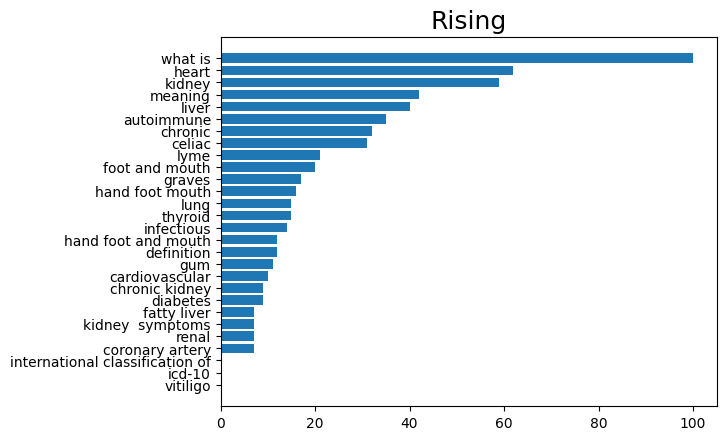 Rising
what is
heart
kidney
meaning
liver
autoimmune
chronic
celiac
lyme
foot and mouth
graves
hand foot mouth
lung
thyroid
infectious
hand foot and mouth
definition
gum
cardiovascular
chronic kidney
diabetes
fatty liver
kidney  symptoms
renal
coronary artery
international classification of
icd-10
vitiligo
0 20 40 60 80 100